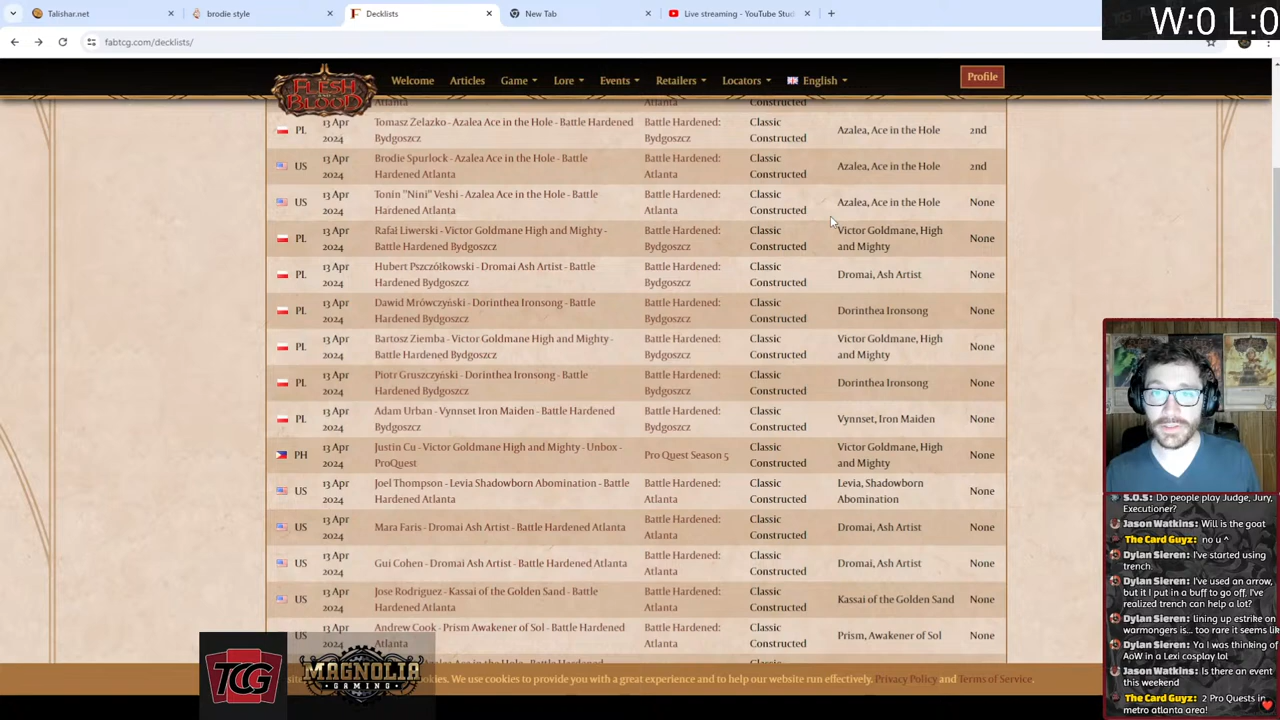 Talishar.net
brodie style
Decklists
New Tab
Live streaming - YouTube Stud
W:0 L:0
fabtcg.com/decklists/
FLESH AND BLOOD
Welcome Articles Game Lore Events Retailers Locators English Profile
Atlanta Atlanta Constructed
PL 13 Apr 2024 Tomasz Żelazko - Azalea Ace in the Hole - Battle Hardened Bydgoszcz Battle Hardened: Bydgoszcz Classic Constructed Azalea, Ace in the Hole 2nd
US 13 Apr 2024 Brodie Spurlock - Azalea Ace in the Hole - Battle Hardened Atlanta Battle Hardened: Atlanta Classic Constructed Azalea, Ace in the Hole 2nd
US 13 Apr 2024 Tonin "Nini" Veshi - Azalea Ace in the Hole - Battle Hardened Atlanta Battle Hardened: Atlanta Classic Constructed Azalea, Ace in the Hole None
PL 13 Apr 2024 Rafał Liwerski - Victor Goldmane High and Mighty - Battle Hardened Bydgoszcz Battle Hardened: Bydgoszcz Classic Constructed Victor Goldmane, High and Mighty None
PL 13 Apr 2024 Hubert Pszczółkowski - Dromai Ash Artist - Battle Hardened Bydgoszcz Battle Hardened: Bydgoszcz Classic Constructed Dromai, Ash Artist None
PL 13 Apr 2024 Dawid Mrówczyński - Dorinthea Ironsong - Battle Hardened Bydgoszcz Battle Hardened: Bydgoszcz Classic Constructed Dorinthea Ironsong None
PL 13 Apr 2024 Bartosz Ziemba - Victor Goldmane High and Mighty - Battle Hardened Bydgoszcz Battle Hardened: Bydgoszcz Classic Constructed Victor Goldmane, High and Mighty None
PL 13 Apr 2024 Piotr Gruszczyński - Dorinthea Ironsong - Battle Hardened Bydgoszcz Battle Hardened: Bydgoszcz Classic Constructed Dorinthea Ironsong None
PL 13 Apr 2024 Adam Urban - Vynnset Iron Maiden - Battle Hardened Bydgoszcz Battle Hardened: Bydgoszcz Classic Constructed Vynnset, Iron Maiden None
PH 13 Apr 2024 Justin Cu - Victor Goldmane High and Mighty - Unbox - ProQuest Pro Quest Season 5 Classic Constructed Victor Goldmane, High and Mighty None
US 13 Apr 2024 Joel Thompson - Levia Shadowborn Abomination - Battle Hardened Atlanta Battle Hardened: Atlanta Classic Constructed Levia, Shadowborn Abomination None
US 13 Apr 2024 Mara Faris - Dromai Ash Artist - Battle Hardened Atlanta Battle Hardened: Atlanta Classic Constructed Dromai, Ash Artist None
US 13 Apr 2024 Gui Cohen - Dromai Ash Artist - Battle Hardened Atlanta Battle Hardened: Atlanta Classic Constructed Dromai, Ash Artist None
US 13 Apr 2024 Jose Rodriguez - Kassai of the Golden Sand - Battle Hardened Atlanta Battle Hardened: Atlanta Classic Constructed Kassai of the Golden Sand None
US 13 Apr 2024 Andrew Cook - Prism Awakener of Sol - Battle Hardened Atlanta Battle Hardened: Atlanta Classic Constructed Prism, Awakener of Sol None
TCG
MAGNOLIA GAMING
okies. We use cookies to provide you with a great experience and to help our website run effectively. Privacy Policy and Terms of Service.
S.O.S: Do people play Judge, Jury,
Executioner?
Jason Watkins: Will is the goat
The Card Guyz: no u ^
Dylan Sieren: I've started using
trench
Dylan Sieren: I've used an arrow,
but it I put in a buff to go off, I've
realized trench can help a lot?
Dylan Sieren: lining up estrike on
warmongers is... too rare it seems lik
Dylan Sieren: Ya I was thinking of
AoW in a Lexi cosplay lol
Jason Watkins: Is there an event
this weekend
The Card Guyz: 2 Pro Quests in
metro atlanta area!